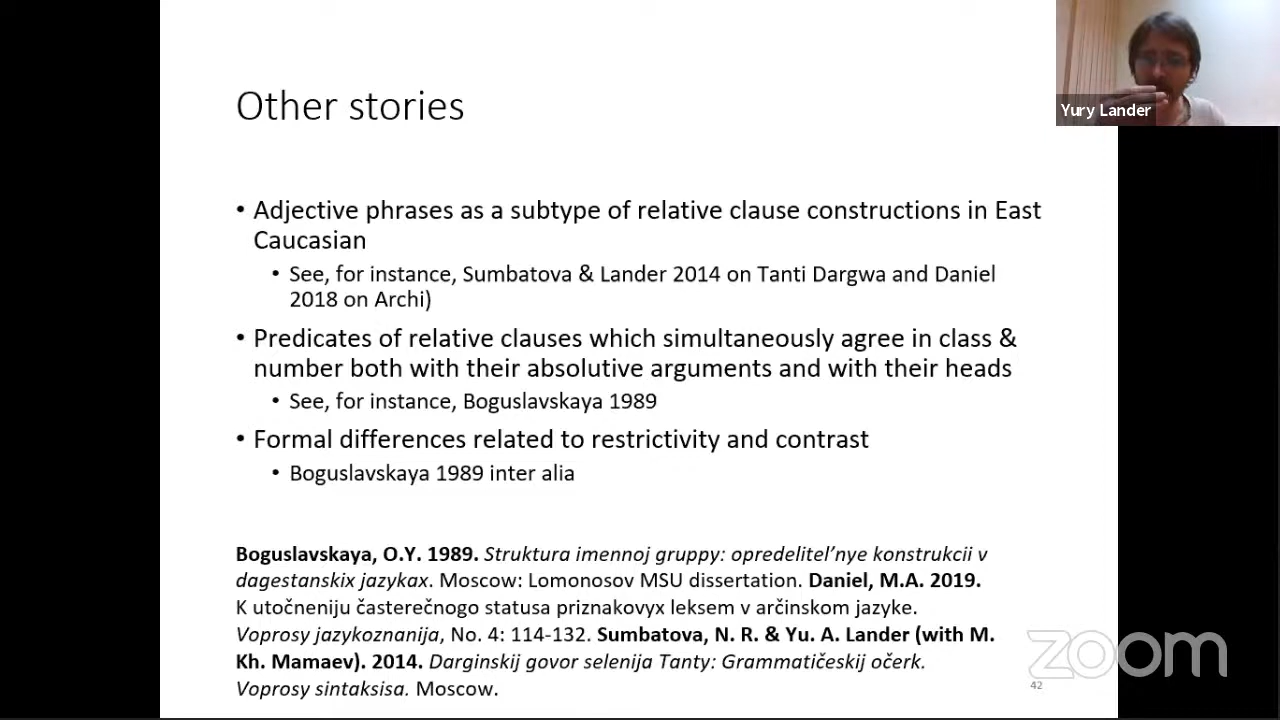 Yury Lander
Other stories
• Adjective phrases as a subtype of relative clause constructions in East
Caucasian
• See, for instance, Sumbatova & Lander 2014 on Tanti Dargwa and Daniel
2018 on Archi)
• Predicates of relative clauses which simultaneously agree in class &
number both with their absolutive arguments and with their heads
• See, for instance, Boguslavskaya 1989
• Formal differences related to restrictivity and contrast
• Boguslavskaya 1989 inter alia
Boguslavskaya, O.Y. 1989. Struktura imennoj gruppy: opredelitel’nye konstrukcii v
dagestanskix jazykax. Moscow: Lomonosov MSU dissertation. Daniel, M.A. 2019.
K utočneniju časterečnogo statusa priznakovyx leksem v arčinskom jazyke.
Voprosy jazykoznanija, No. 4: 114-132. Sumbatova, N. R. & Yu. A. Lander (with M.
Kh. Mamaev). 2014. Darginskij govor selenija Tanty: Grammatičeskij očerk.
Voprosy sintaksisa. Moscow.
zoom
42